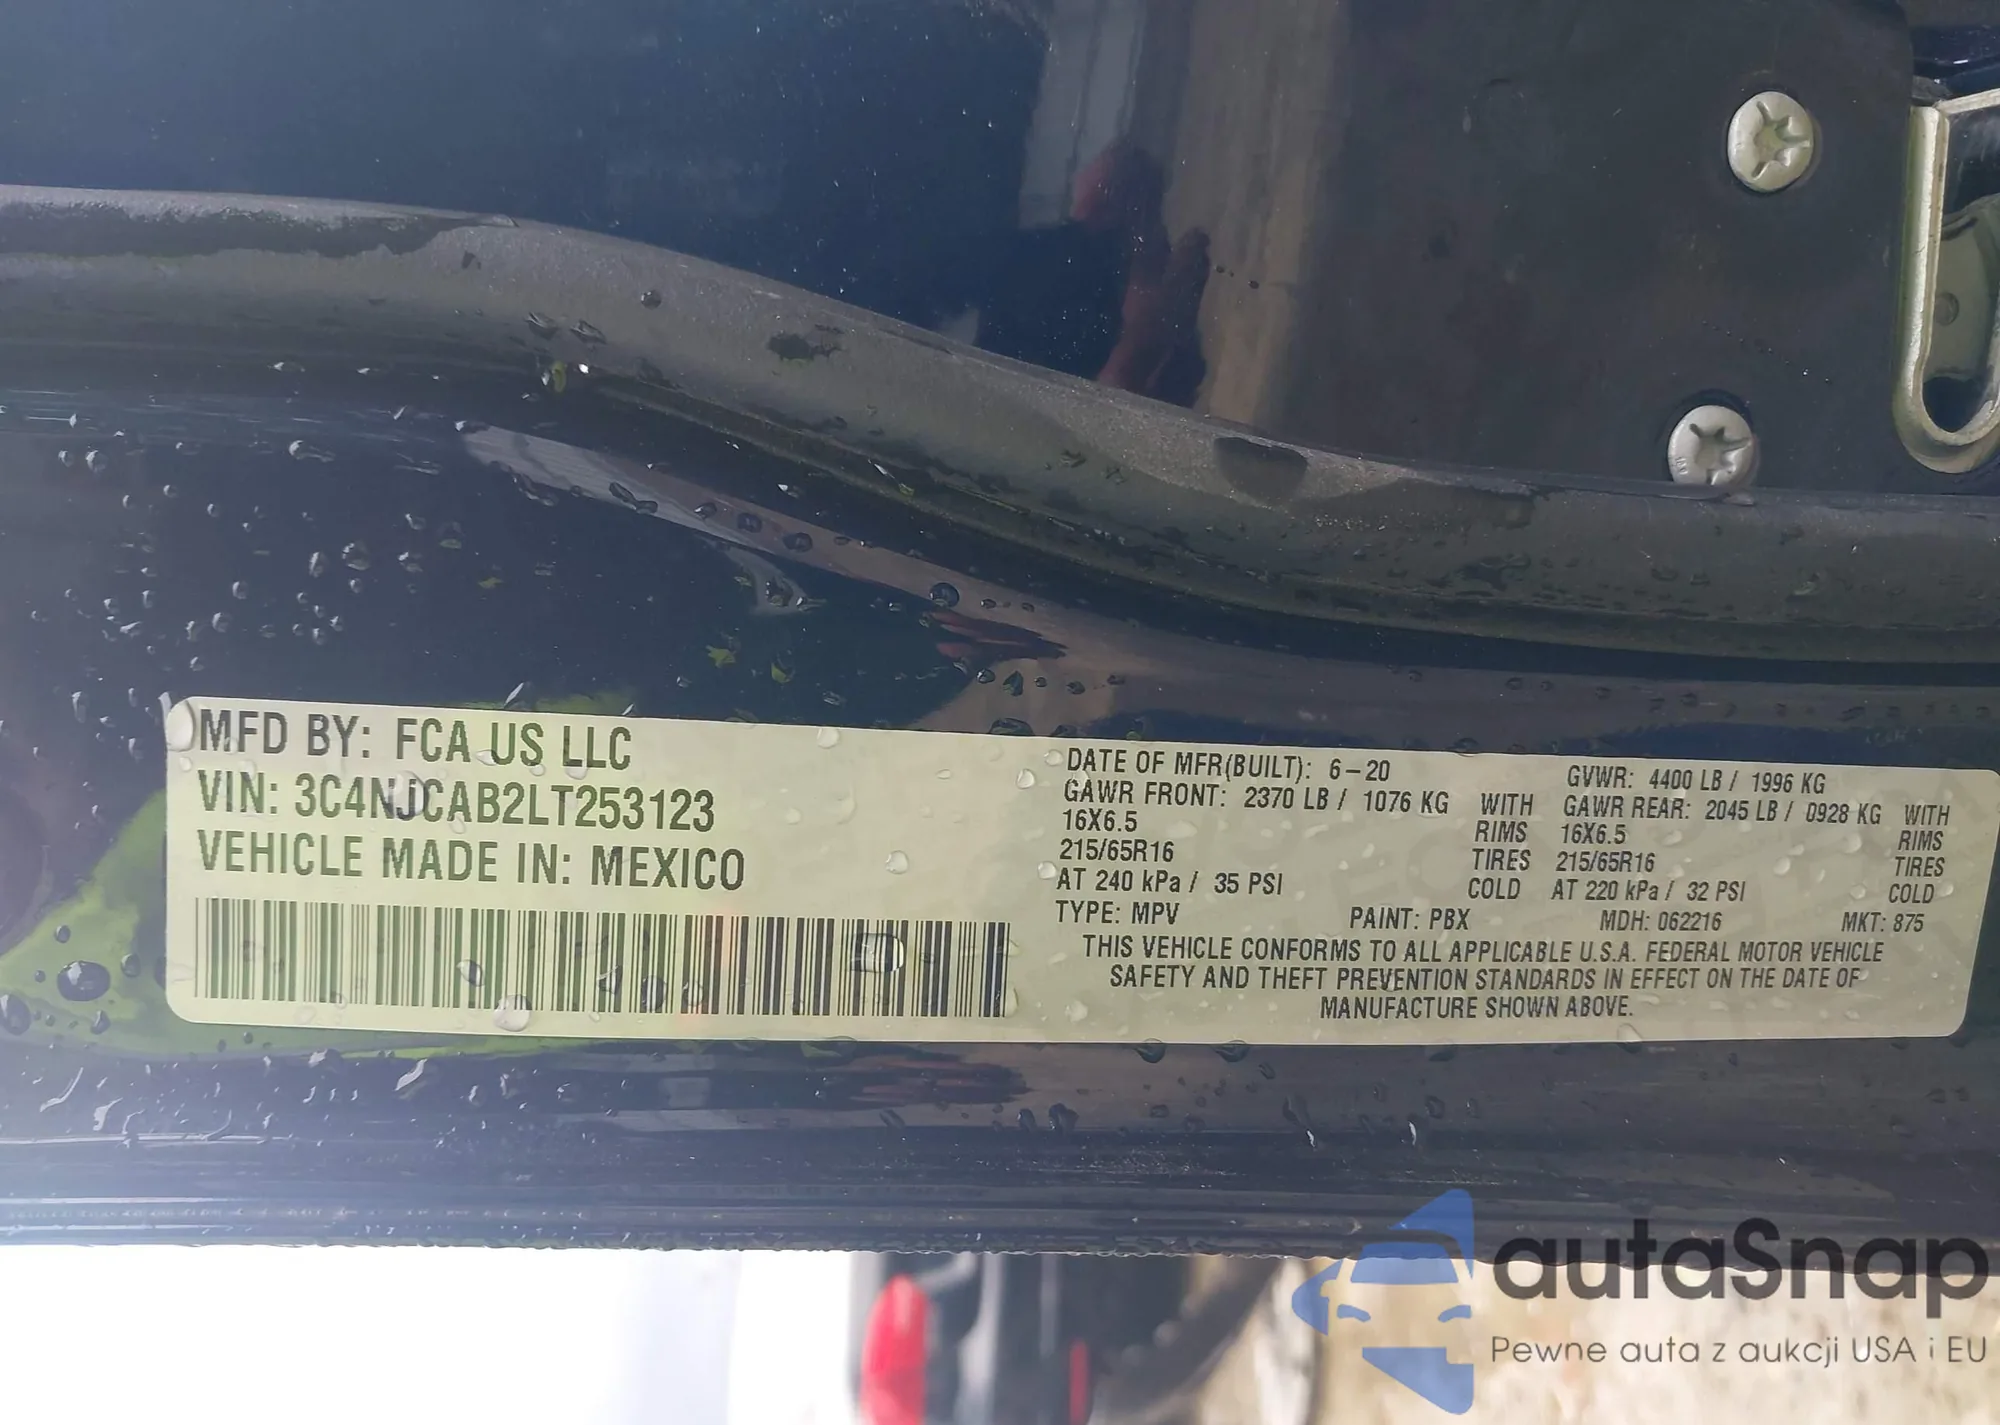 MFD BY: FCA US LLC
VIN: 3C4NJCAB2LT253123
VEHICLE MADE IN: MEXICO
DATE OF MFR(BUILT): 6-20 GVWR: 4400 LB / 1996 KG
GAWR FRONT: 2370 LB / 1076 KG WITH GAWR REAR: 2045 LB / 0928 KG WITH
16X6.5 RIMS 16X6.5 RIMS
215/65R16 TIRES 215/65R16 TIRES
AT 240 kPa / 35 PSI COLD AT 220 kPa / 32 PSI COLD
TYPE: MPV PAINT: PBX MDH: 062216 MKT: 875
THIS VEHICLE CONFORMS TO ALL APPLICABLE U.S.A. FEDERAL MOTOR VEHICLE
SAFETY AND THEFT PREVENTION STANDARDS IN EFFECT ON THE DATE OF
MANUFACTURE SHOWN ABOVE.
autaSnap
Pewne auta z aukcji USA i EU